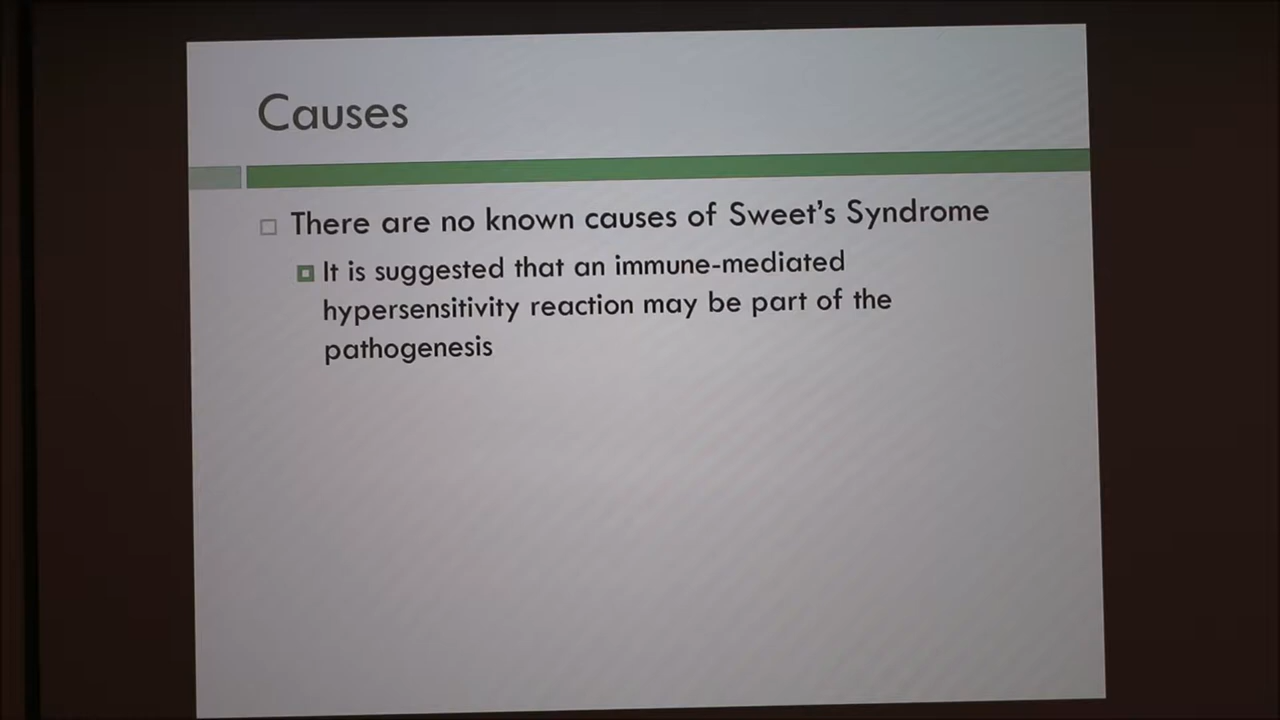 Causes
There are no known causes of Sweet's Syndrome
It is suggested that an immune-mediated
hypersensitivity reaction may be part of the
pathogenesis